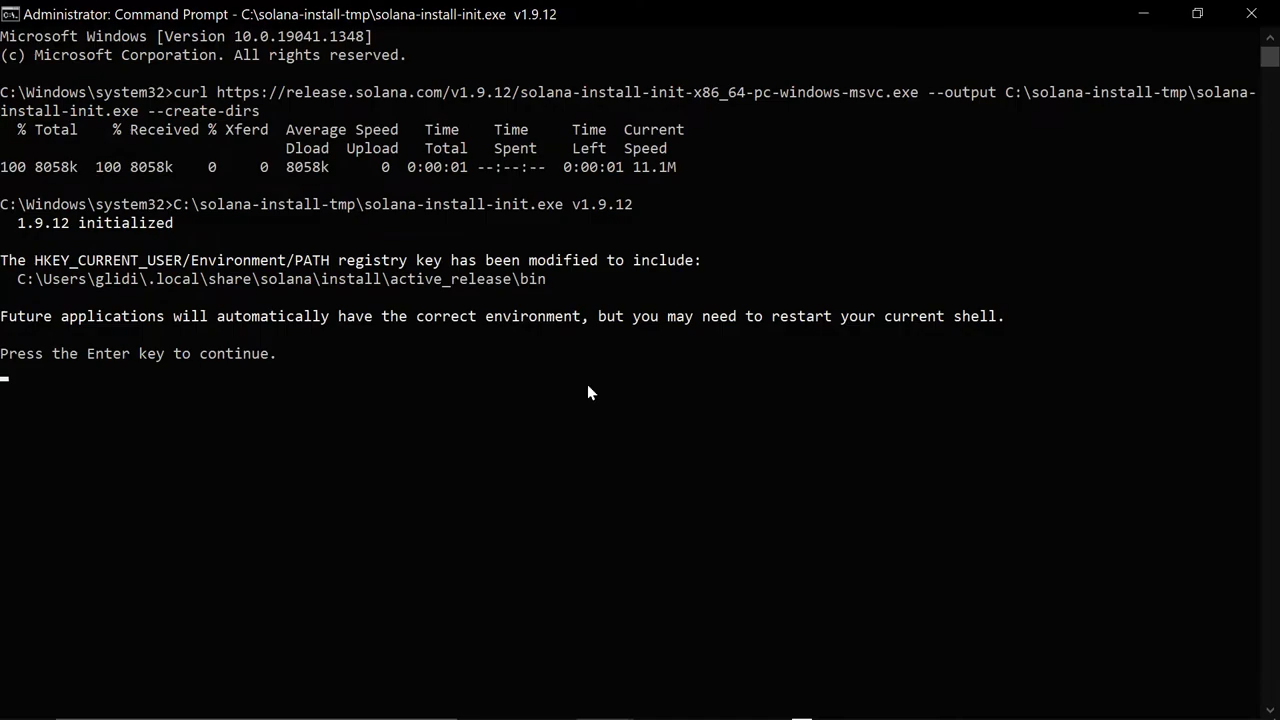 Administrator: Command Prompt - C:\solana-install-tmp\solana-install-init.exe  v1.9.12
Microsoft Windows [Version 10.0.19041.1348]
(c) Microsoft Corporation. All rights reserved.
C:\Windows\system32>curl https://release.solana.com/v1.9.12/solana-install-init-x86_64-pc-windows-msvc.exe --output C:\solana-install-tmp\solana-
install-init.exe --create-dirs
  % Total    % Received % Xferd  Average Speed   Time    Time     Time  Current
                                 Dload  Upload   Total   Spent    Left  Speed
100 8058k  100 8058k    0     0  8058k      0  0:00:01 --:--:--  0:00:01 11.1M
C:\Windows\system32>C:\solana-install-tmp\solana-install-init.exe v1.9.12
  1.9.12 initialized
The HKEY_CURRENT_USER/Environment/PATH registry key has been modified to include:
  C:\Users\glidi\.local\share\solana\install\active_release\bin
Future applications will automatically have the correct environment, but you may need to restart your current shell.
Press the Enter key to continue.